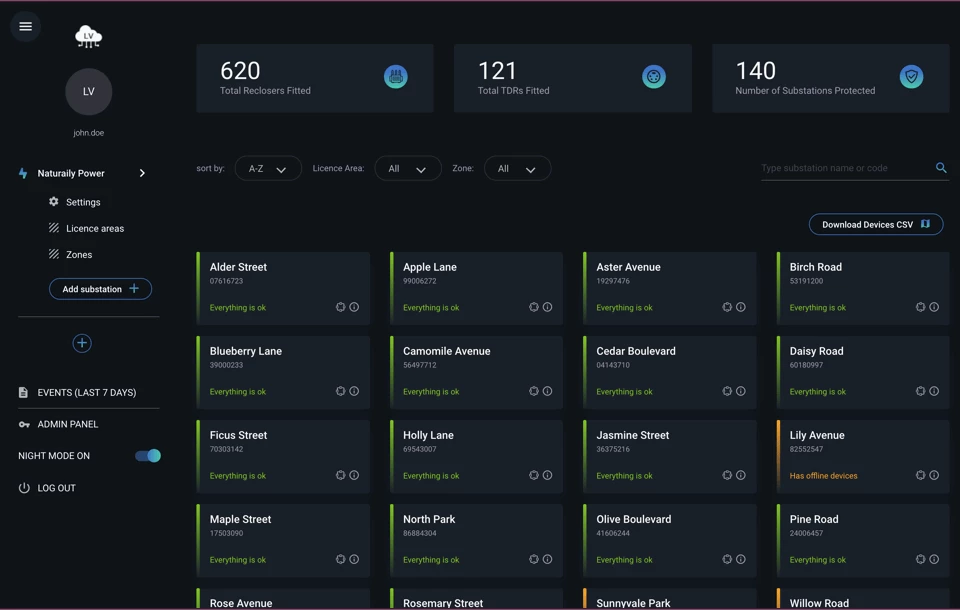 LV
LV
john.doe
Naturaily Power
Settings
Licence areas
Zones
Add substation
EVENTS (LAST 7 DAYS)
ADMIN PANEL
NIGHT MODE ON
LOG OUT
620
Total Reclosers Fitted
121
Total TDRs Fitted
140
Number of Substations Protected
sort by: A-Z Licence Area: All Zone: All Type substation name or code
Download Devices CSV
Alder Street
07616723
Everything is ok
Apple Lane
99006272
Everything is ok
Aster Avenue
19297476
Everything is ok
Birch Road
53191200
Everything is ok
Blueberry Lane
39000233
Everything is ok
Camomile Avenue
56497712
Everything is ok
Cedar Boulevard
04143710
Everything is ok
Daisy Road
60180997
Everything is ok
Ficus Street
70303142
Everything is ok
Holly Lane
69543007
Everything is ok
Jasmine Street
36375216
Everything is ok
Lily Avenue
82552547
Has offline devices
Maple Street
17503090
Everything is ok
North Park
86884304
Everything is ok
Olive Boulevard
41606244
Everything is ok
Pine Road
24006457
Everything is ok
Rose Avenue
Rosemary Street
Sunnyvale Park
Willow Road